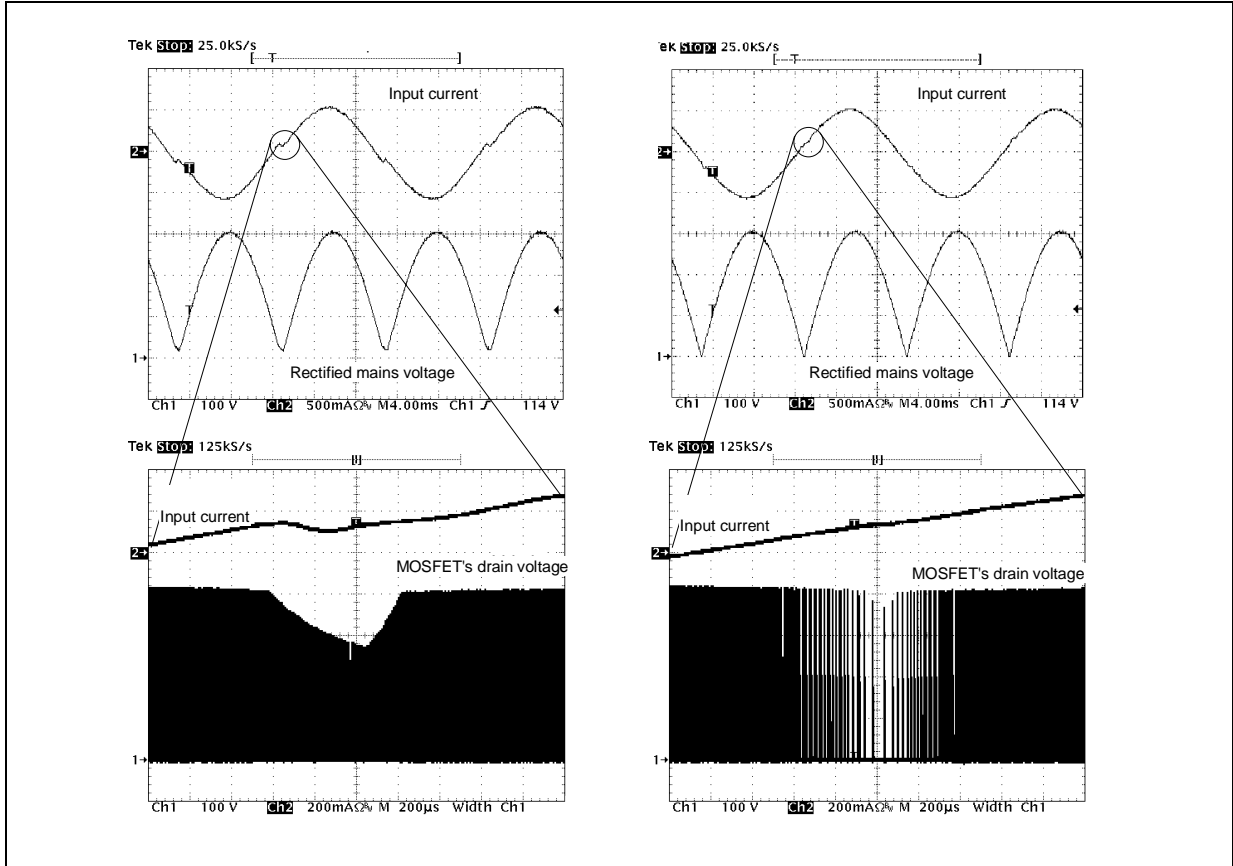 Tek Stop: 25.0kS/s
[ T ]
Input current
2
T
T
1
Rectified mains voltage
Ch1 100 V Ch2 500mAΩ M4.00ms Ch1 114 V
ek Stop: 25.0kS/s
[ T ]
Input current
2
T
T
1
Rectified mains voltage
Ch1 100 V Ch2 500mAΩ M4.00ms Ch1 114 V
Tek Stop: 125kS/s
Input current
T
2
MOSFET's drain voltage
1
Ch1 100 V Ch2 200mAΩ M 200µs Width Ch1
Tek Stop: 125kS/s
Input current
T
2
MOSFET's drain voltage
1
Ch1 100 V Ch2 200mAΩ M 200µs Width Ch1